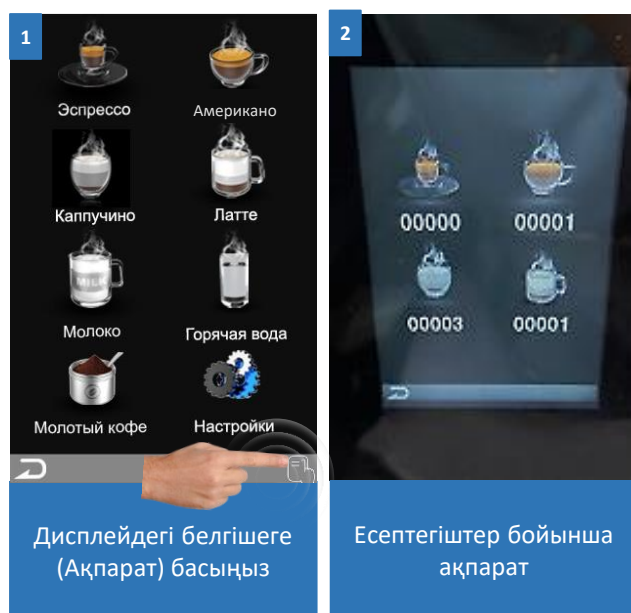 1
Эспрессо
Американо
Каппучино
Латте
MILK
Молоко
Горячая вода
Молотый кофе
Настройки
Дисплейдегі белгішеге
(Ақпарат) басыңыз
2
00000
00001
00003
00001
Есептегіштер бойынша
ақпарат